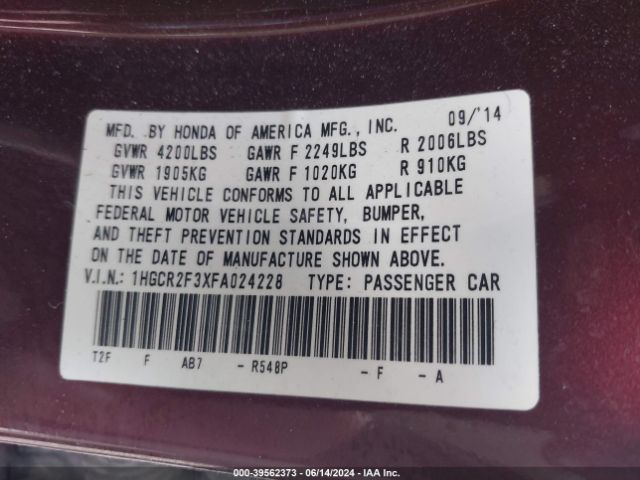 09/'14
MFD. BY HONDA OF AMERICA MFG., INC.
GVWR 4200LBS GAWR F 2249LBS R 2006LBS
GVWR 1905KG GAWR F 1020KG R 910KG
THIS VEHICLE CONFORMS TO ALL APPLICABLE
FEDERAL MOTOR VEHICLE SAFETY, BUMPER,
AND THEFT PREVENTION STANDARDS IN EFFECT
ON THE DATE OF MANUFACTURE SHOWN ABOVE.
V.I.N.: 1HGCR2F3XFA024228 TYPE: PASSENGER CAR
T2F F AB7 - R548P - F - A
000-39562373 - 06/14/2024 - IAA Inc.